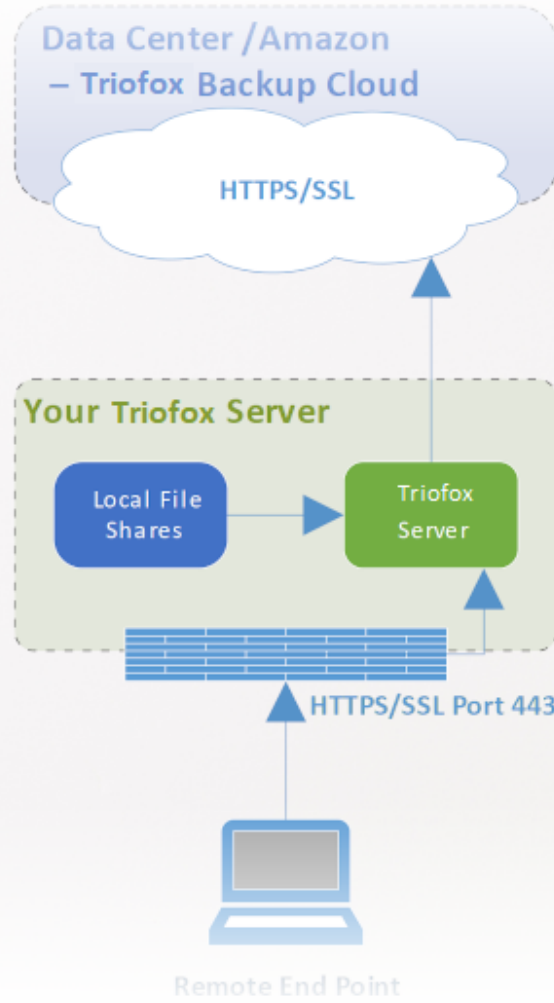 Data Center /Amazon
– Triofox Backup Cloud
HTTPS/SSL
Your Triofox Server
Local File
Shares
Triofox
Server
HTTPS/SSL Port 443
Remote End Point